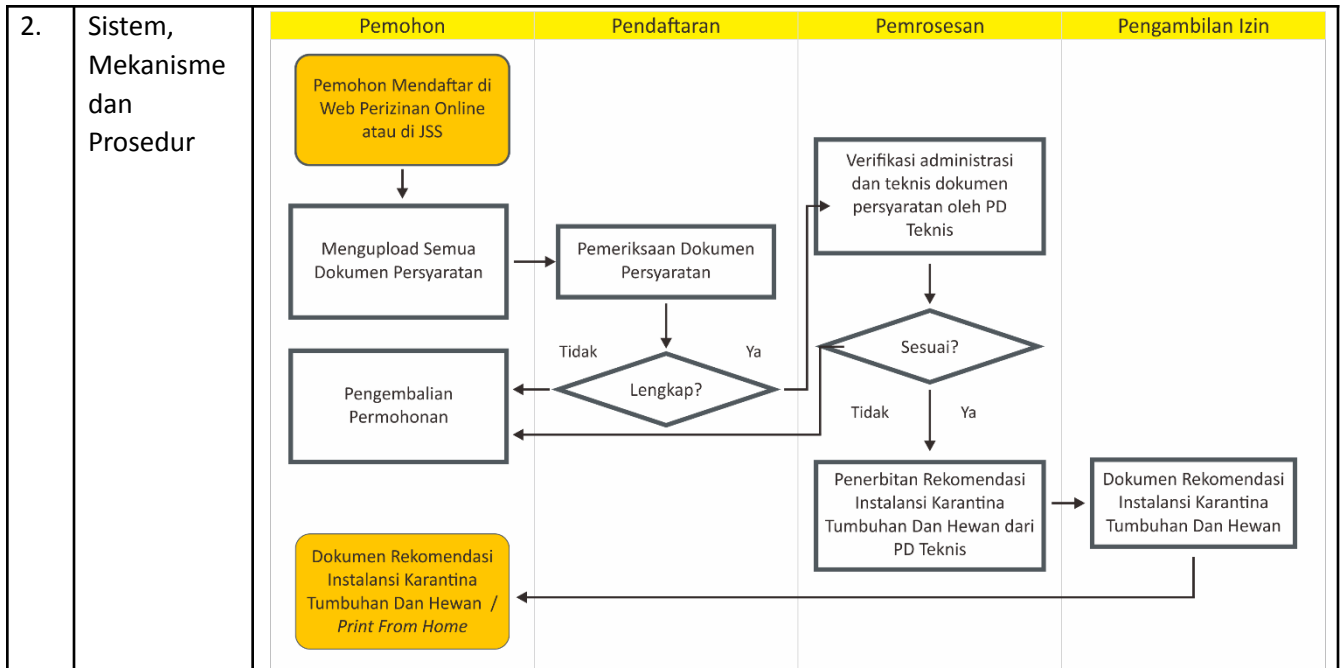 2.
Sistem,
Mekanisme
dan
Prosedur
Pemohon
Pendaftaran
Pemrosesan
Pengambilan Izin
Pemohon Mendaftar di
Web Perizinan Online
atau di JSS
Mengupload Semua
Dokumen Persyaratan
Pemeriksaan Dokumen
Persyaratan
Verifikasi administrasi
dan teknis dokumen
persyaratan oleh PD
Teknis
Tidak
Ya
Lengkap?
Sesuai?
Pengembalian
Permohonan
Tidak
Ya
Penerbitan Rekomendasi
Instalansi Karantina
Tumbuhan Dan Hewan dari
PD Teknis
Dokumen Rekomendasi
Instalansi Karantina
Tumbuhan Dan Hewan
Dokumen Rekomendasi
Instalansi Karantina
Tumbuhan Dan Hewan /
Print From Home